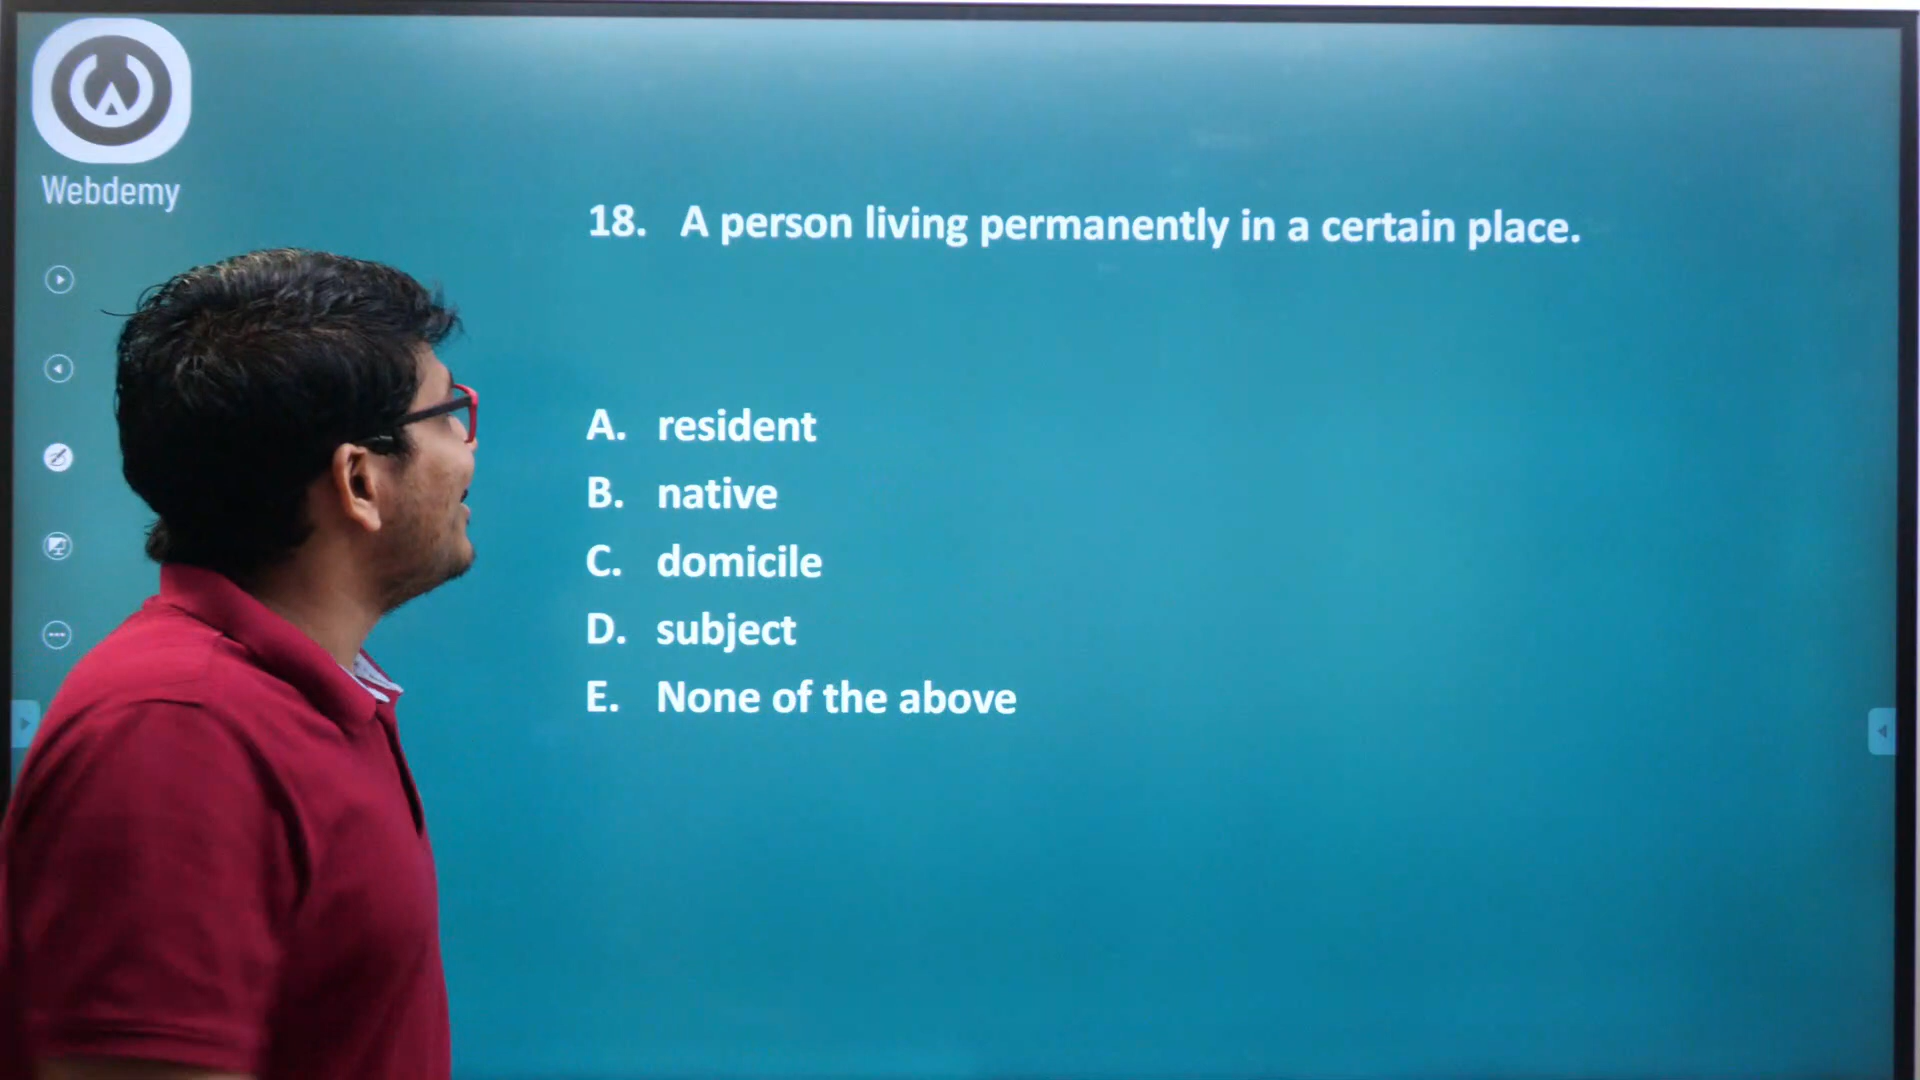 Webdemy
18. A person living permanently in a certain place.
A. resident
B. native
C. domicile
D. subject
E. None of the above